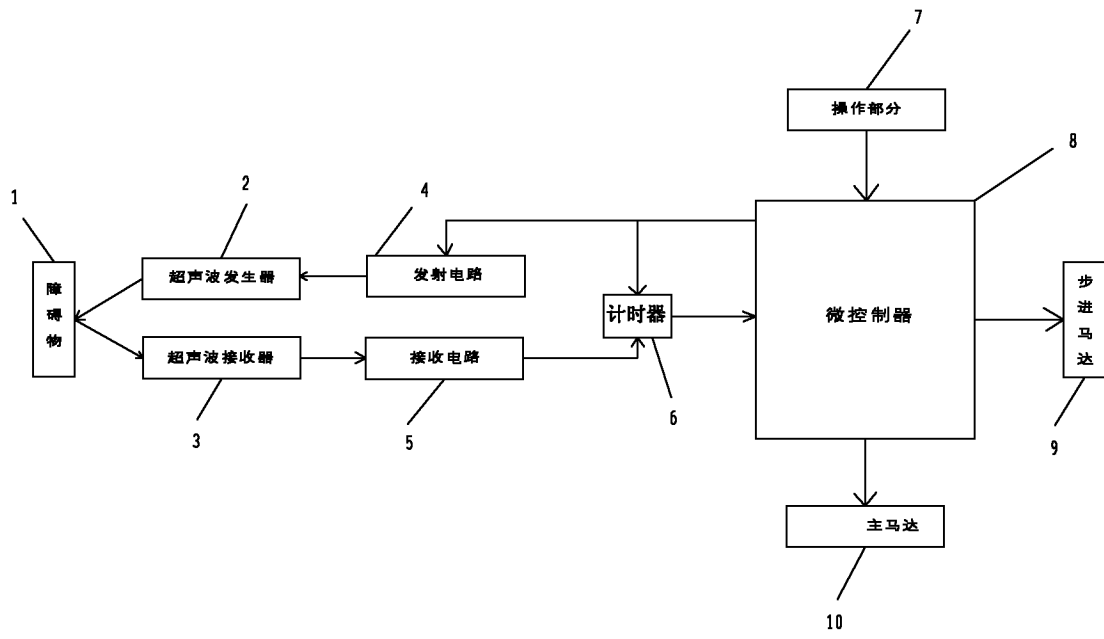 7
操作部分
8
1
2
4
障碍物
超声波发生器
发射电路
计时器
微控制器
步进马达
超声波接收器
接收电路
3
5
6
9
主马达
10